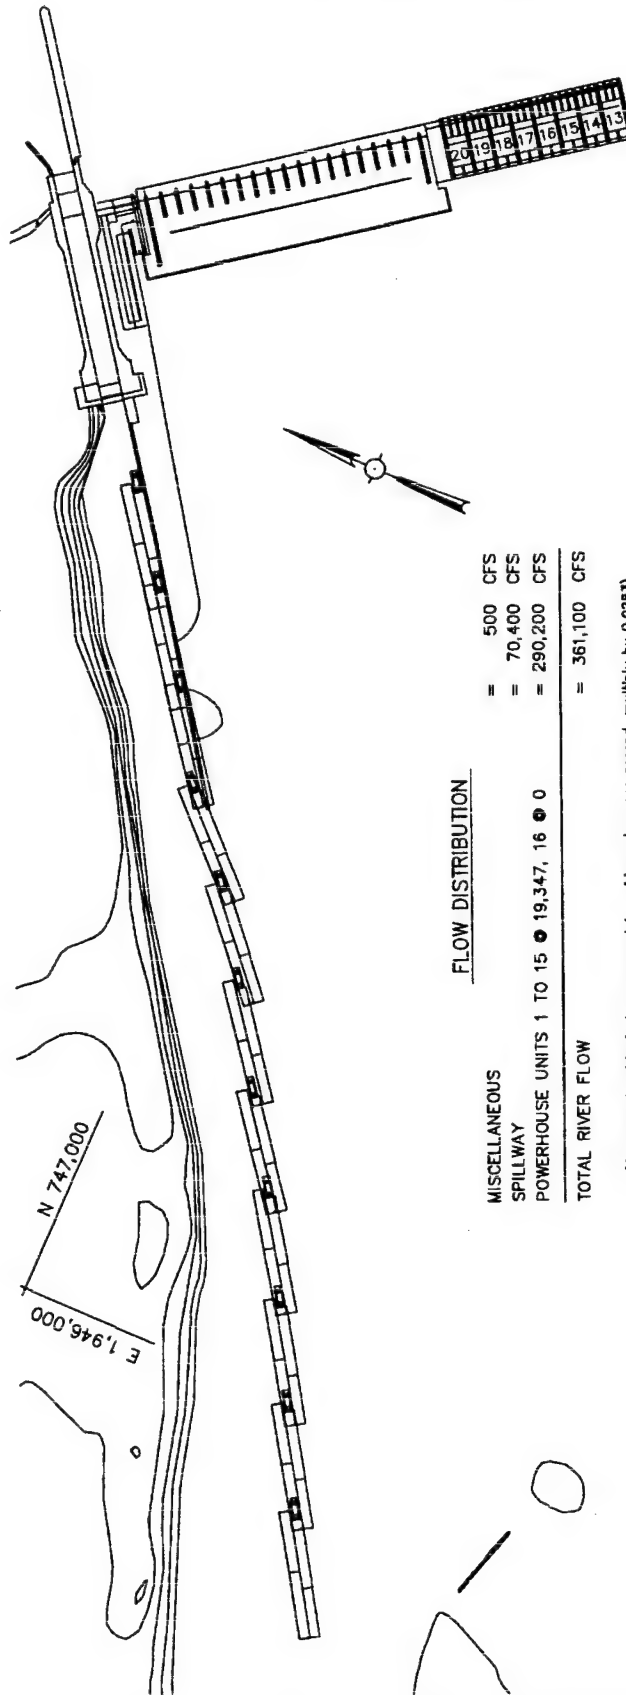 20 19 18 17 16 15 14 13
N 747,000
E 1,946,000
FLOW DISTRIBUTION
MISCELLANEOUS = 500 CFS
SPILLWAY = 70,400 CFS
POWERHOUSE UNITS 1 TO 15 @ 19,347, 16 @ 0 = 290,200 CFS
TOTAL RIVER FLOW = 361,100 CFS